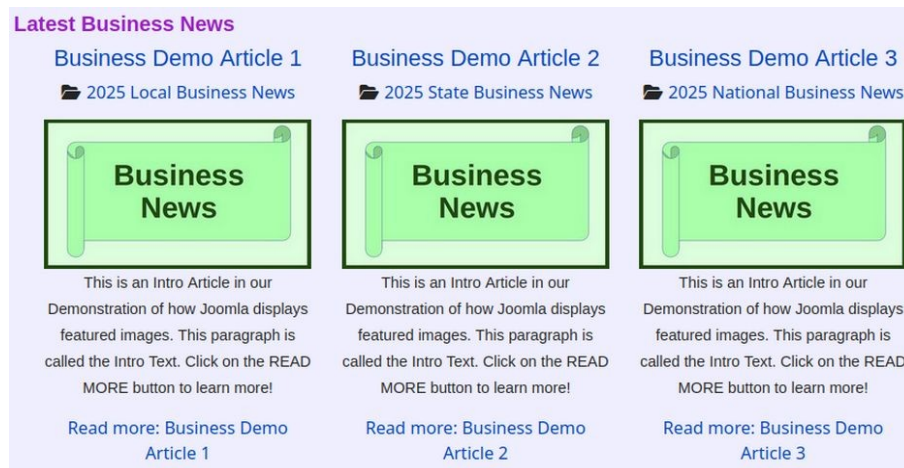 Latest Business News
Business Demo Article 1
2025 Local Business News
Business
News
This is an Intro Article in our
Demonstration of how Joomla displays
featured images. This paragraph is
called the Intro Text. Click on the READ
MORE button to learn more!
Read more: Business Demo
Article 1
Business Demo Article 2
2025 State Business News
Business
News
This is an Intro Article in our
Demonstration of how Joomla displays
featured images. This paragraph is
called the Intro Text. Click on the READ
MORE button to learn more!
Read more: Business Demo
Article 2
Business Demo Article 3
2025 National Business News
Business
News
This is an Intro Article in our
Demonstration of how Joomla displays
featured images. This paragraph is
called the Intro Text. Click on the READ
MORE button to learn more!
Read more: Business Demo
Article 3